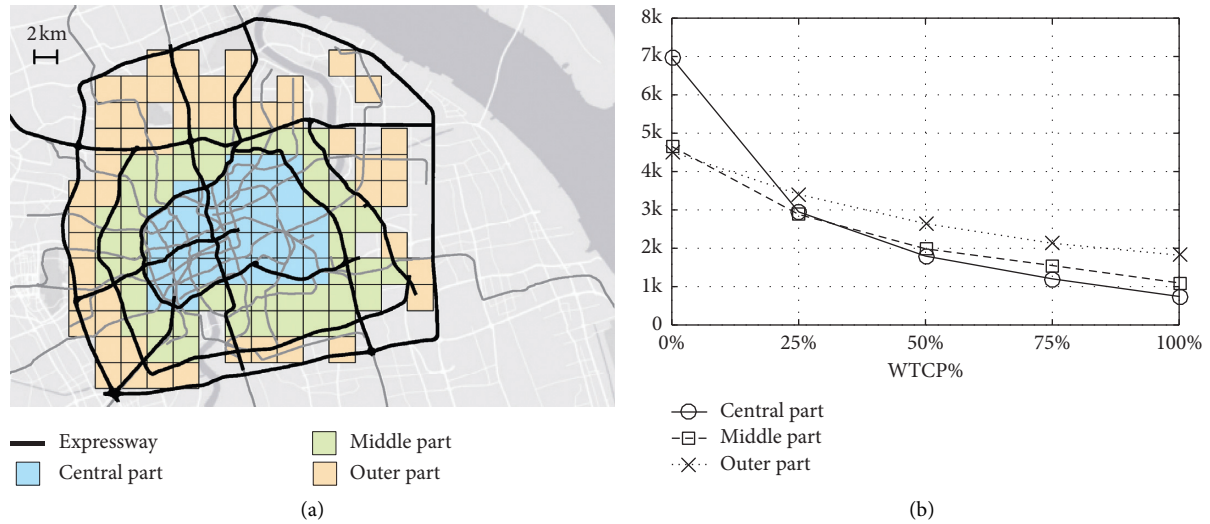 2 km
Expressway
Central part
Middle part
Outer part
(a)
8k
7k
6k
5k
4k
3k
2k
1k
0
0%
25%
50%
75%
100%
WTCP%
Central part
Middle part
Outer part
(b)